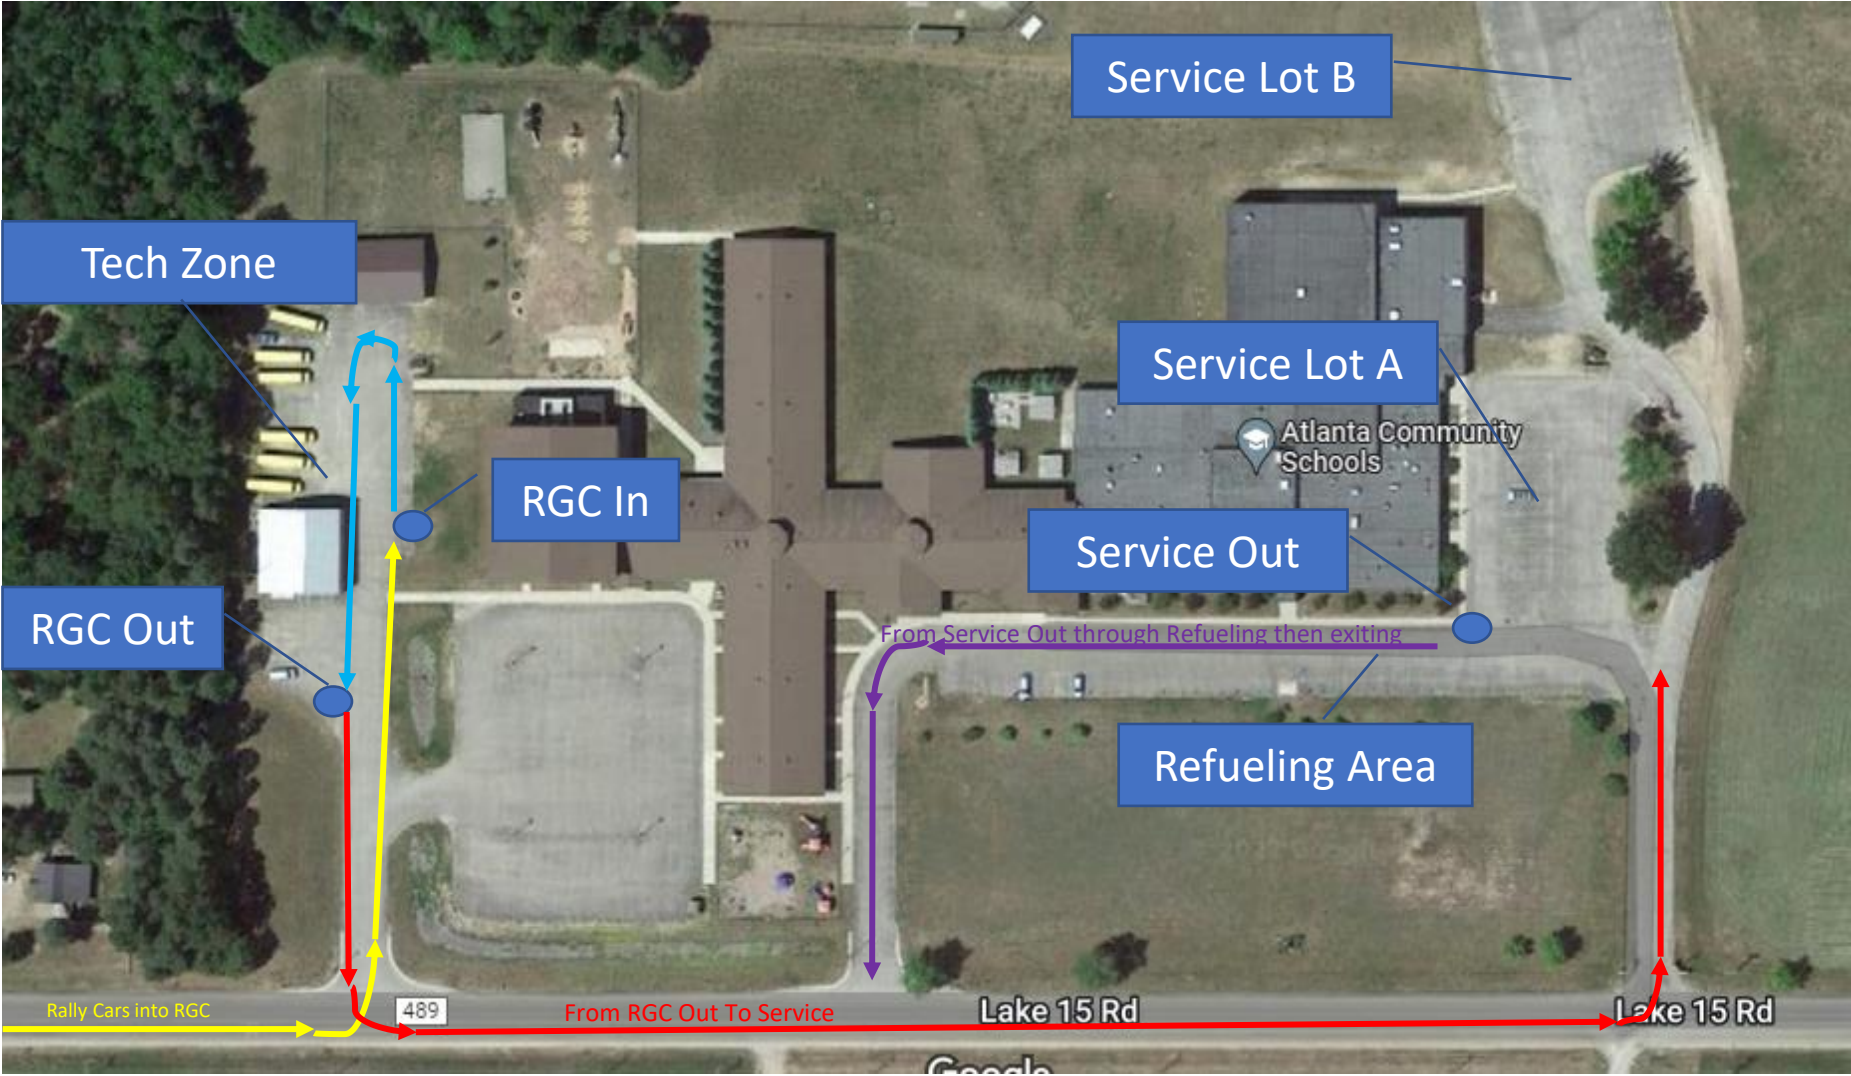 Service Lot B
Tech Zone
Service Lot A
Atlanta Community
Schools
RGC In
Service Out
RGC Out
From Service Out through Refueling then exiting
Refueling Area
Rally Cars into RGC
489
From RGC Out To Service
Lake 15 Rd
Lake 15 Rd
Google